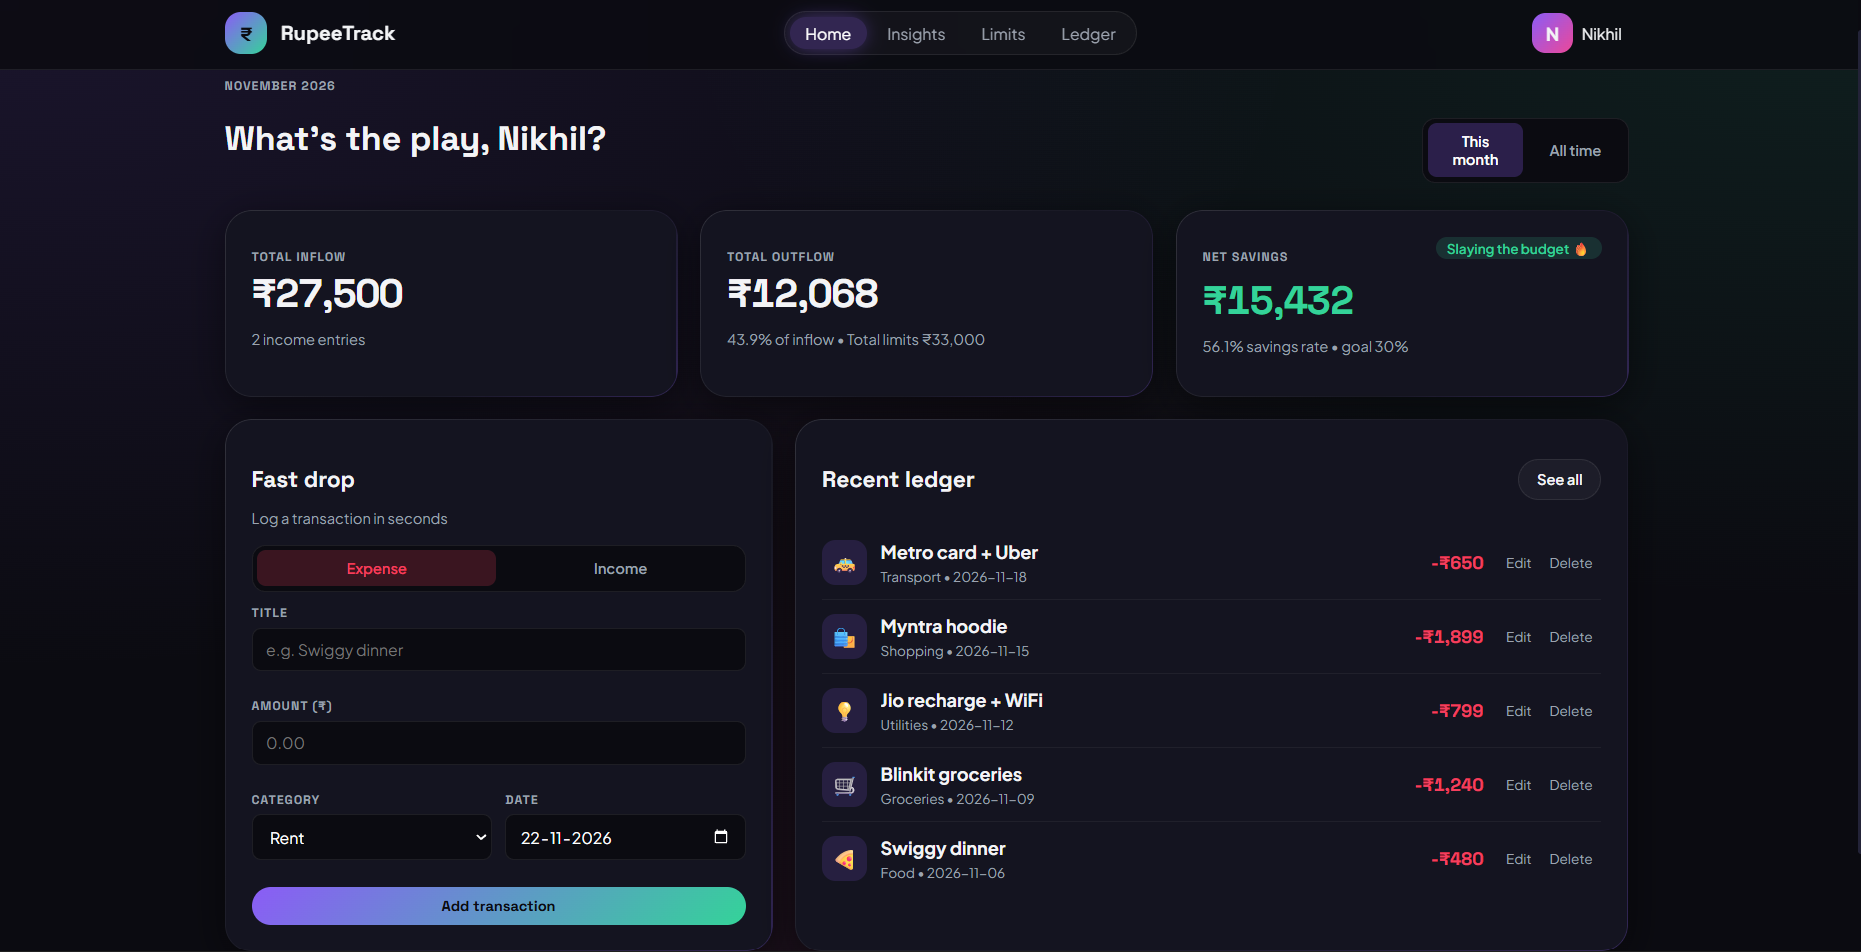 ₹
RupeeTrack
Home
Insights
Limits
Ledger
N
Nikhil
NOVEMBER 2026
What's the play, Nikhil?
This
month
All time
TOTAL INFLOW
₹27,500
2 income entries
TOTAL OUTFLOW
₹12,068
43.9% of inflow • Total limits ₹33,000
NET SAVINGS
Slaying the budget 🔥
₹15,432
56.1% savings rate • goal 30%
Fast drop
Log a transaction in seconds
Expense
Income
TITLE
e.g. Swiggy dinner
AMOUNT (₹)
0.00
CATEGORY
Rent
DATE
22-11-2026
Add transaction
Recent ledger
See all
Metro card + Uber
Transport • 2026-11-18
-₹650
Edit
Delete
Myntra hoodie
Shopping • 2026-11-15
-₹1,899
Edit
Delete
Jio recharge + WiFi
Utilities • 2026-11-12
-₹799
Edit
Delete
Blinkit groceries
Groceries • 2026-11-09
-₹1,240
Edit
Delete
Swiggy dinner
Food • 2026-11-06
-₹480
Edit
Delete